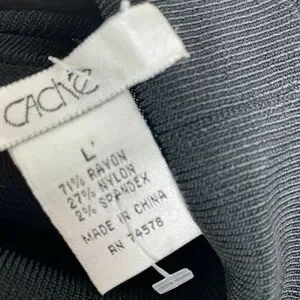 CACHÉ
L
71% RAYON
27% NYLON
2% SPANDEX
MADE IN CHINA
RN 74578